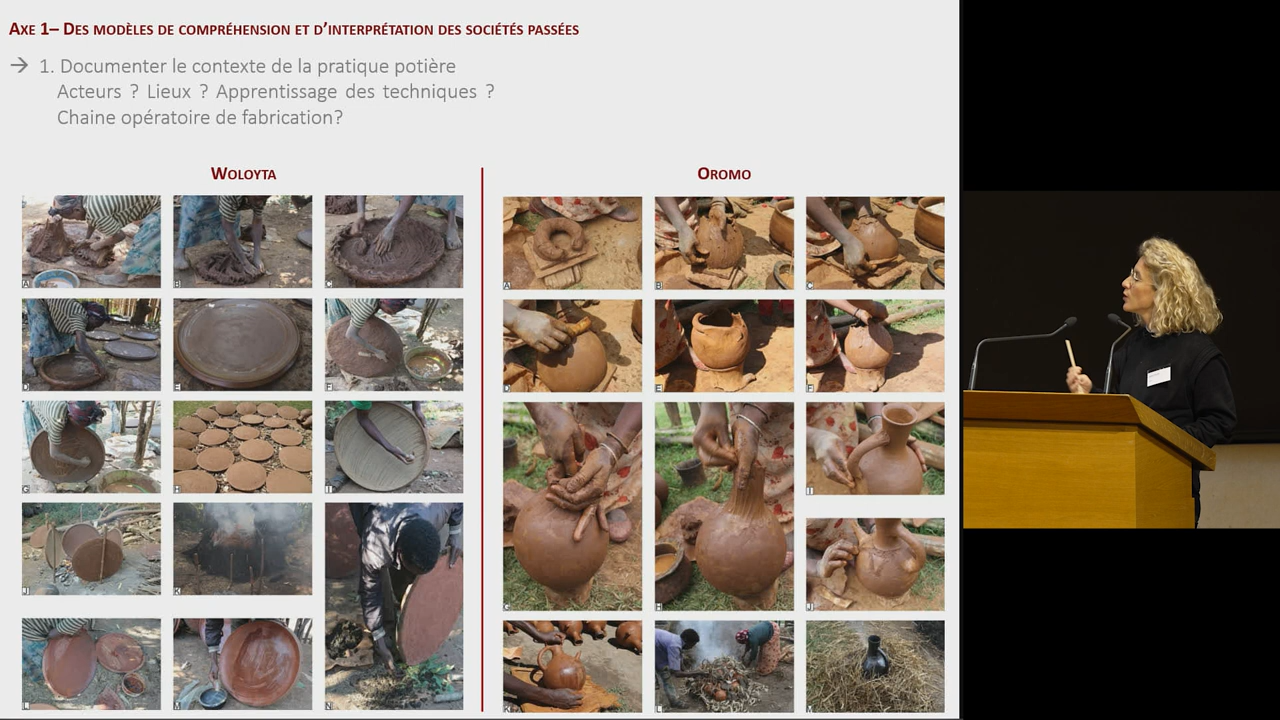 AXE 1– DES MODÈLES DE COMPRÉHENSION ET D'INTERPRÉTATION DES SOCIÉTÉS PASSÉES
→ 1. Documenter le contexte de la pratique potière
Acteurs ? Lieux ? Apprentissage des techniques ?
Chaine opératoire de fabrication?
WOLOYTA
OROMO